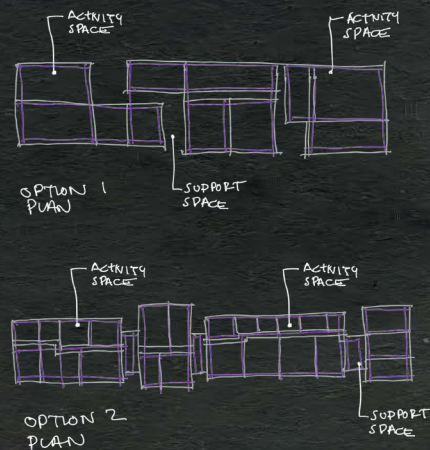 ACTIVITY
SPACE
ACTIVITY
SPACE
OPTION 1
PLAN
SUPPORT
SPACE
ACTIVITY
SPACE
ACTIVITY
SPACE
OPTION 2
PLAN
SUPPORT
SPACE